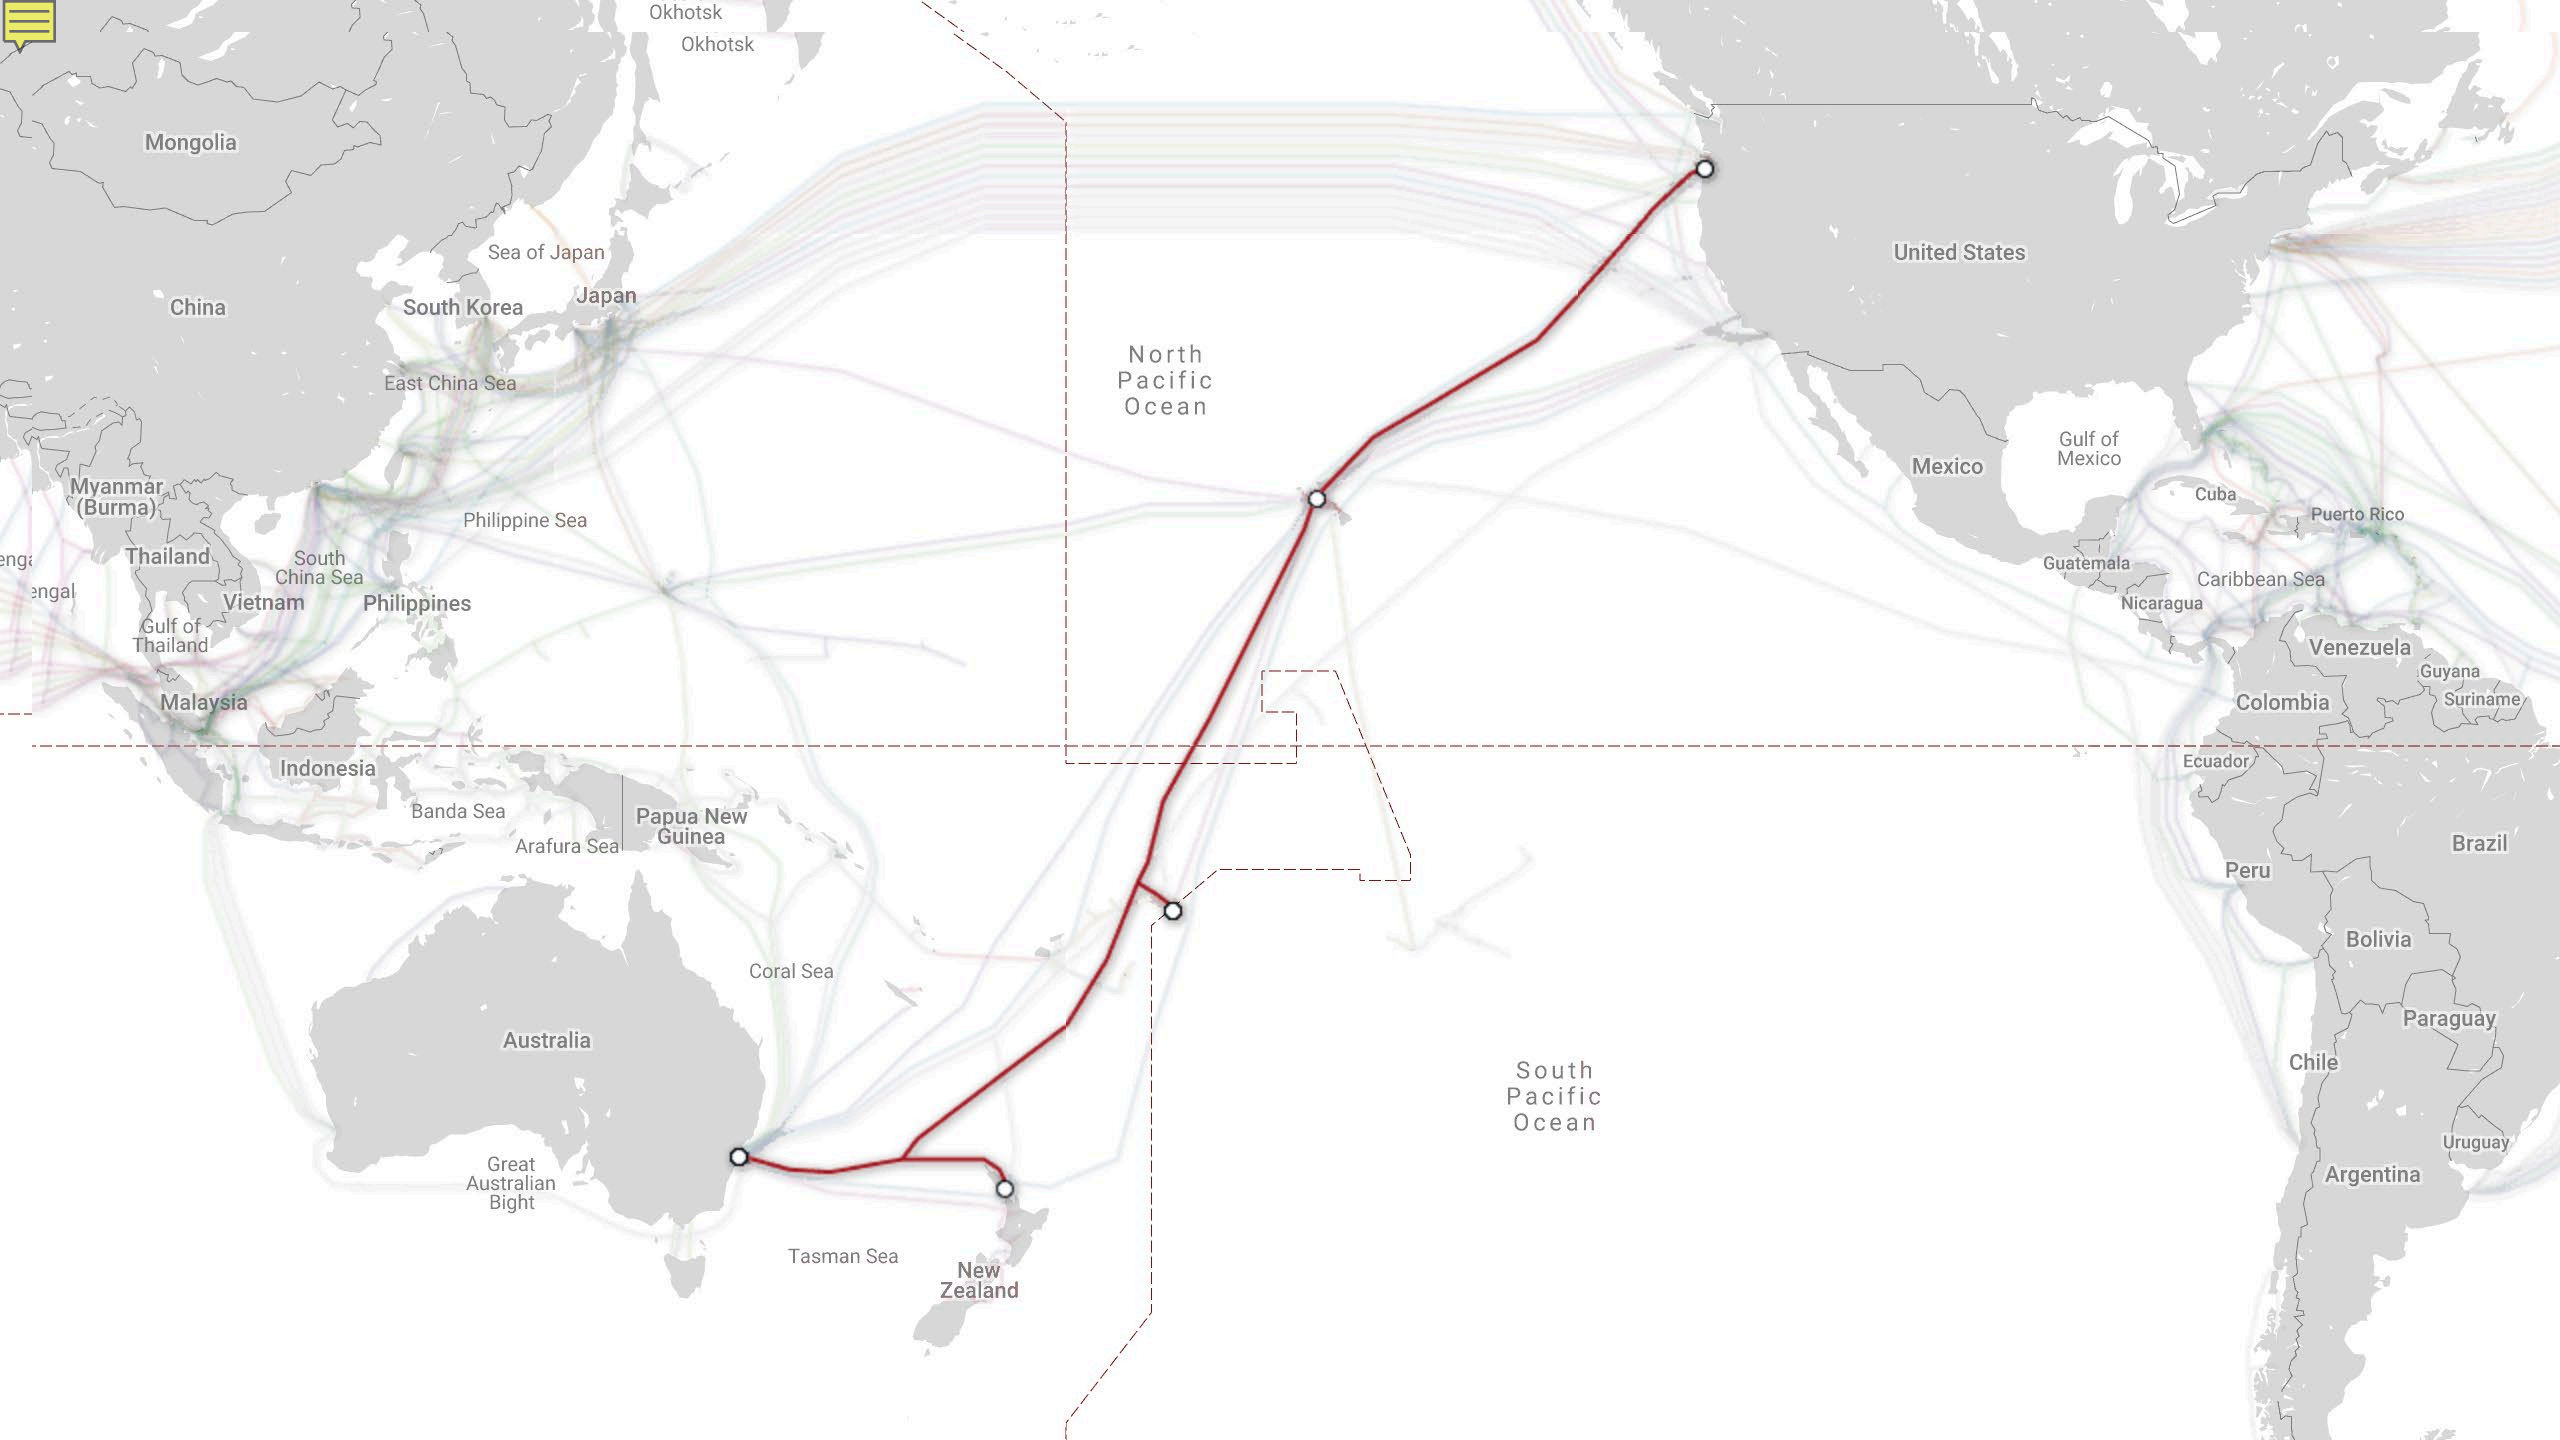 Okhotsk
Okhotsk
Mongolia
Sea of Japan
United States
Japan
South Korea
China
North
Pacific
Ocean
East China Sea
Gulf of
Mexico
Mexico
Myanmar
(Burma)
Cuba
Puerto Rico
Philippine Sea
Thailand
South
China Sea
Guatemala
Caribbean Sea
engal
Vietnam
Philippines
Nicaragua
Gulf of
Thailand
Venezuela
Guyana
Malaysia
Colombia
Suriname
Indonesia
Ecuador
Banda Sea
Papua New
Guinea
Arafura Sea
Brazil
Peru
Bolivia
Coral Sea
Paraguay
Australia
Chile
South
Pacific
Ocean
Uruguay
Great
Australian
Bight
Argentina
Tasman Sea
New
Zealand